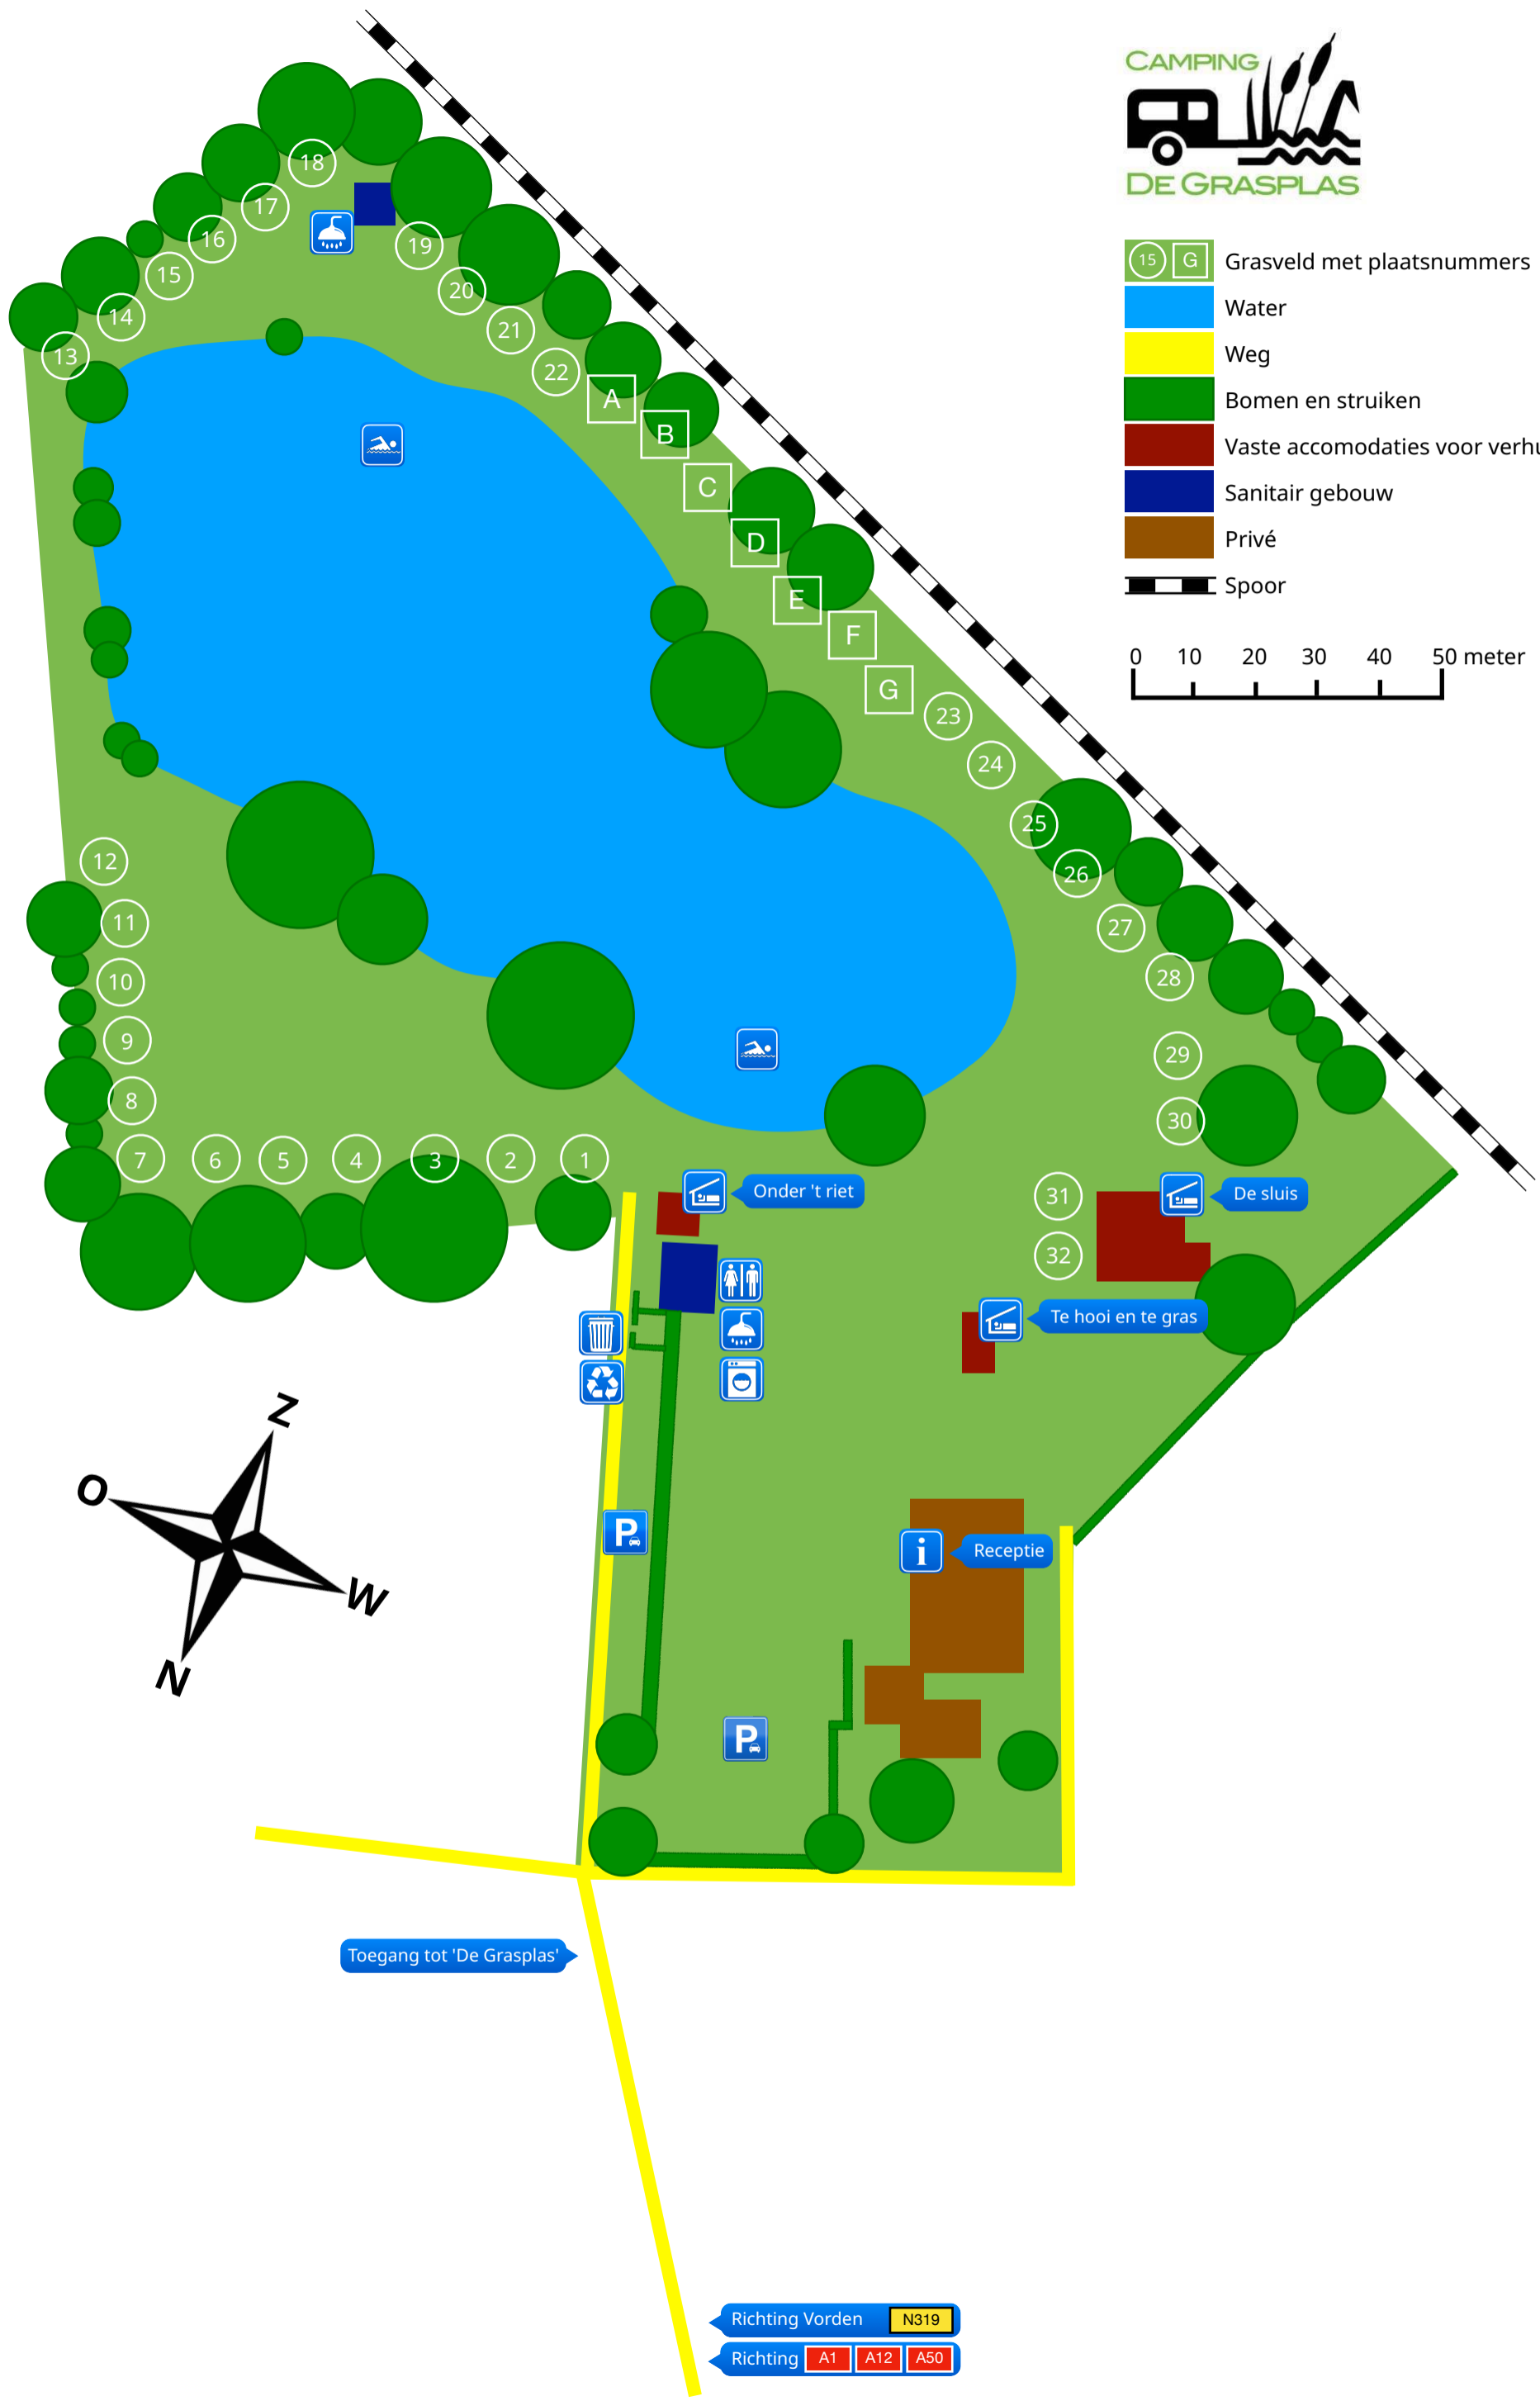 CAMPING
DE GRASPLAS
15 G Grasveld met plaatsnummers
Water
Weg
Bomen en struiken
Vaste accomodaties voor verhu
Sanitair gebouw
Privé
Spoor
0 10 20 30 40 50 meter
18
17
16
15
14
13
19
20
21
22
A
B
C
D
E
F
G
23
24
25
26
27
28
29
30
31
32
12
11
10
9
8
7 6 5 4 3 2 1
Onder 't riet
De sluis
Te hooi en te gras
Z
O
W
N
P
i Receptie
P
Toegang tot 'De Grasplas'
Richting Vorden N319
Richting A1 A12 A50